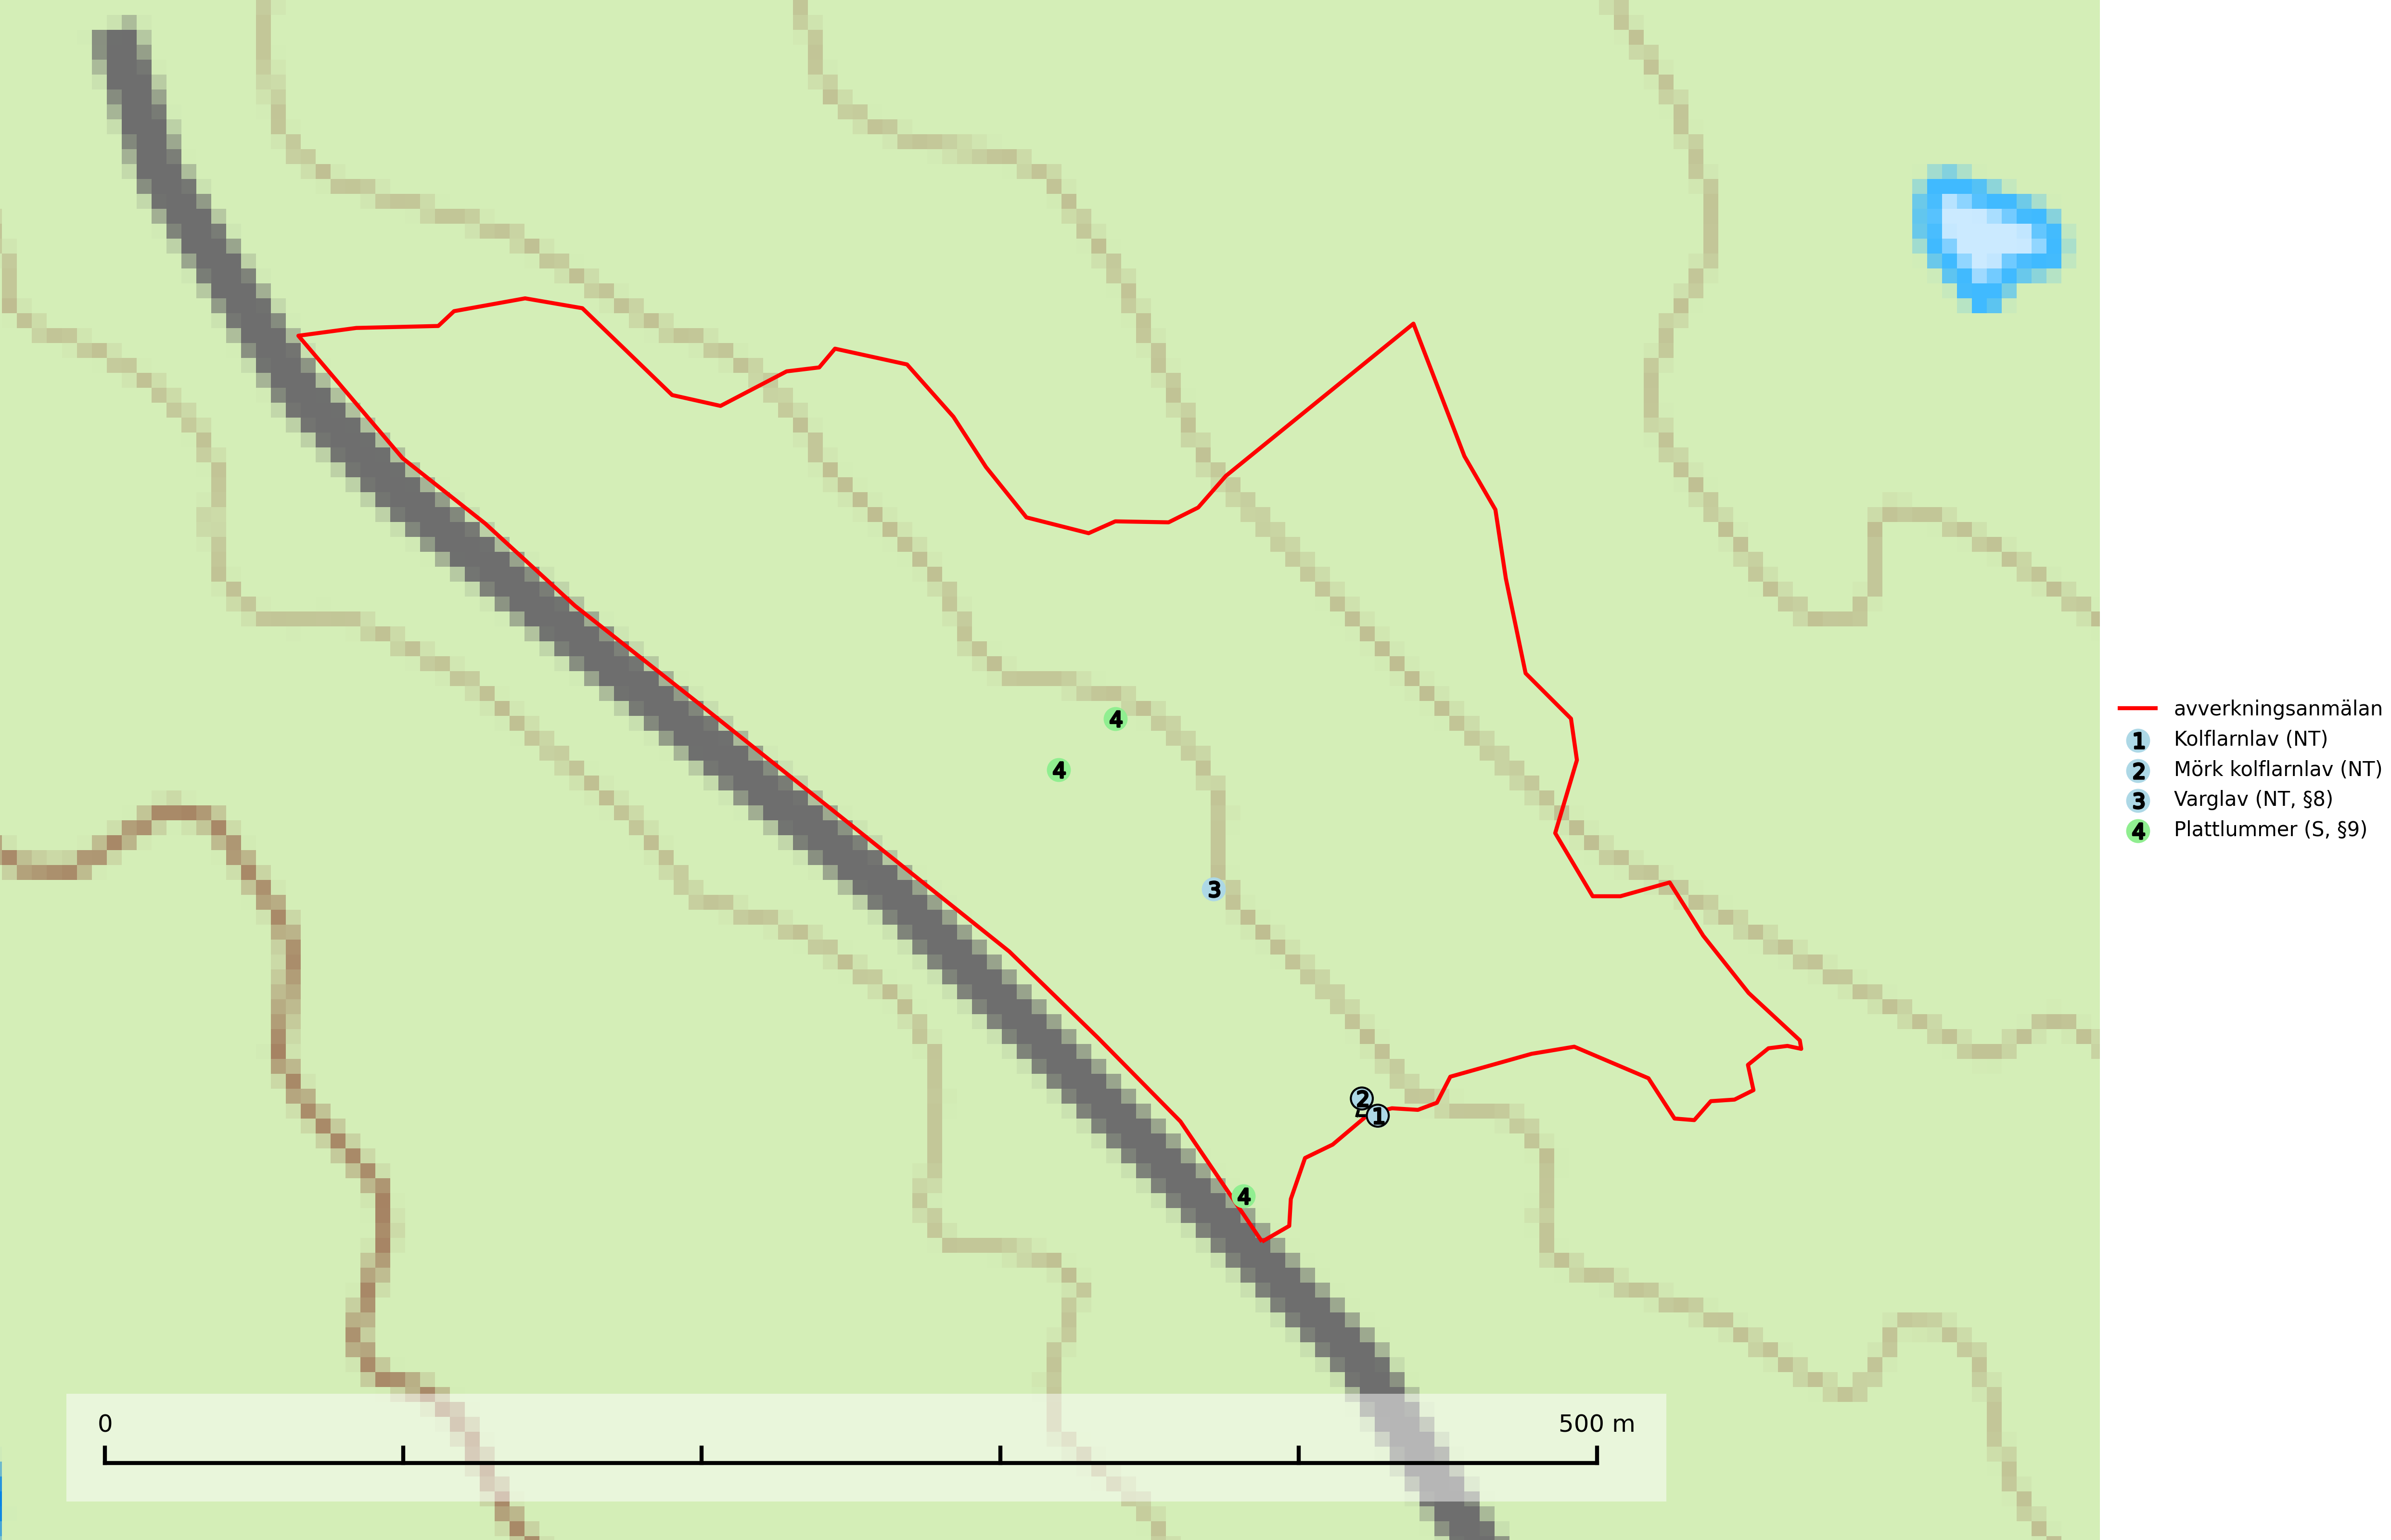 4
4
3
2
1
4
0 500 m
avverkningsanmälan
1 Kolflarnlav (NT)
2 Mörk kolflarnlav (NT)
3 Varglav (NT, §8)
4 Plattlummer (S, §9)